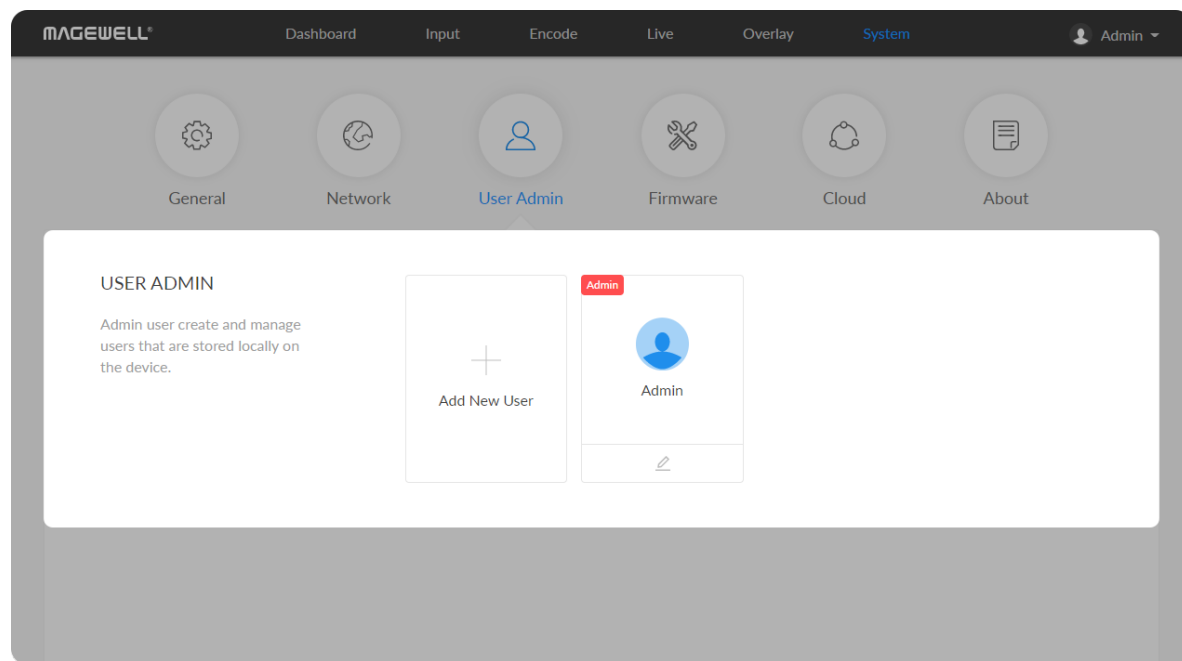 MAGEWELL®
Dashboard
Input
Encode
Live
Overlay
System
Admin
General
Network
User Admin
Firmware
Cloud
About
USER ADMIN
Admin user create and manage
users that are stored locally on
the device.
Add New User
Admin
Admin